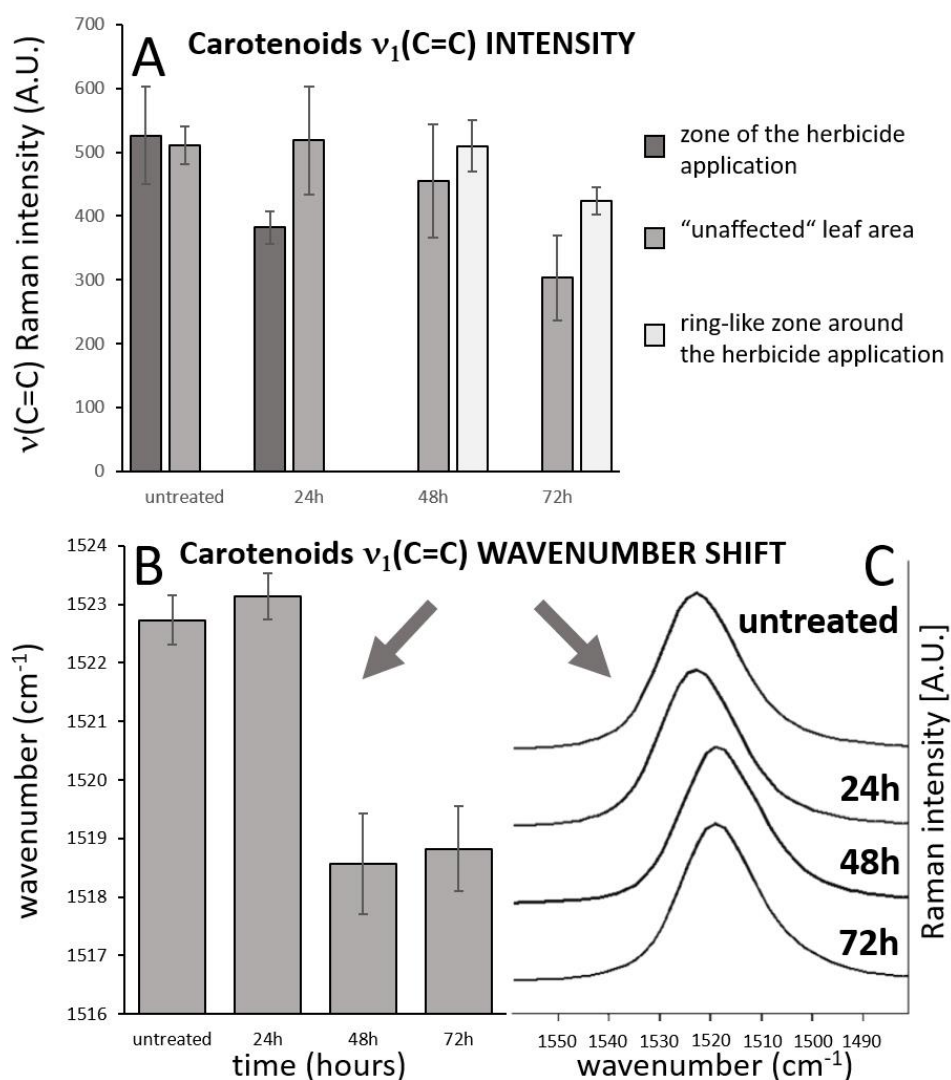 A
Carotenoids ν₁(C=C) INTENSITY
ν(C=C) Raman intensity (A.U.)
700
600
500
400
300
200
100
0
untreated 24h 48h 72h
zone of the herbicide
application
"unaffected“ leaf area
ring-like zone around
the herbicide application
B
Carotenoids ν₁(C=C) WAVENUMBER SHIFT
C
wavenumber (cm⁻¹)
1524
1523
1522
1521
1520
1519
1518
1517
1516
untreated 24h 48h 72h
time (hours)
untreated
24h
48h
72h
Raman intensity [A.U.]
1550 1540 1530 1520 1510 1500 1490
wavenumber (cm⁻¹)